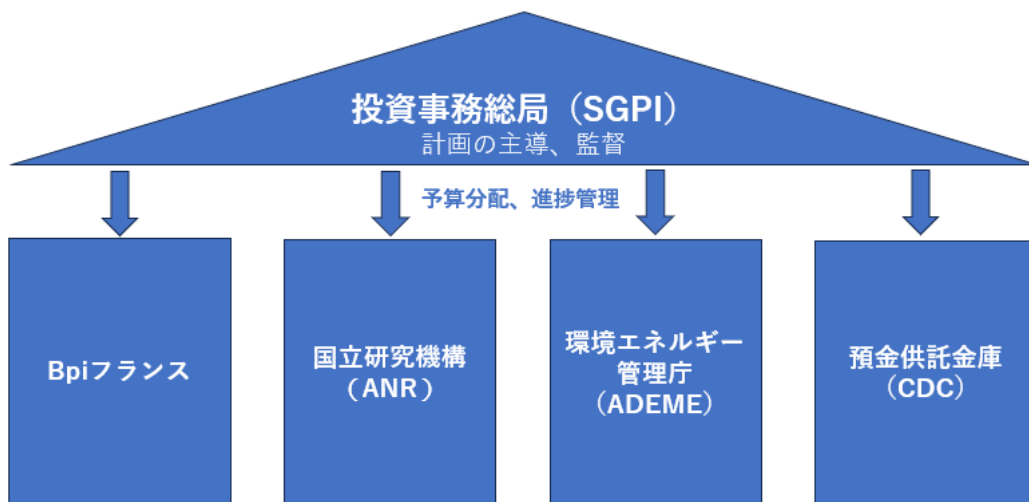 投資事務総局（SGPI）
計画の主導、監督
予算分配、進捗管理
Bpiフランス
国立研究機構
（ANR）
環境エネルギー
管理庁
（ADEME）
預金供託金庫
（CDC）